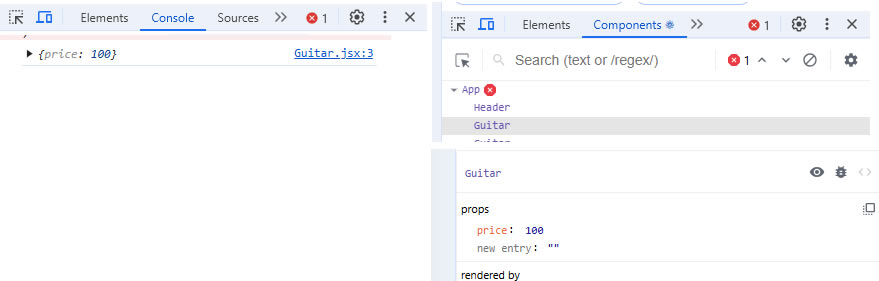 Elements Console Sources 1
{price: 100} Guitar.jsx:3
Elements Components 1
Search (text or /regex/) 1
App
Header
Guitar
Guitar
Guitar
props
price: 100
new entry: ""
rendered by